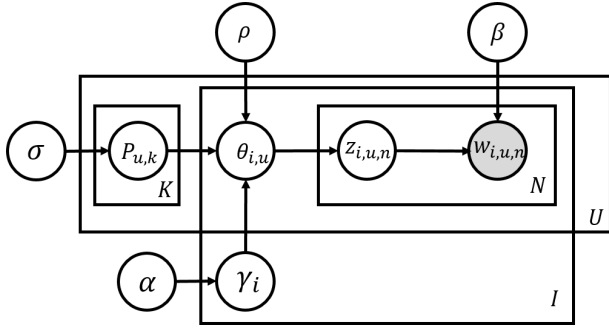 ρ β
σ P_{u,k} θ_{i,u} z_{i,u,n} w_{i,u,n}
K N
U
α γ_i
I